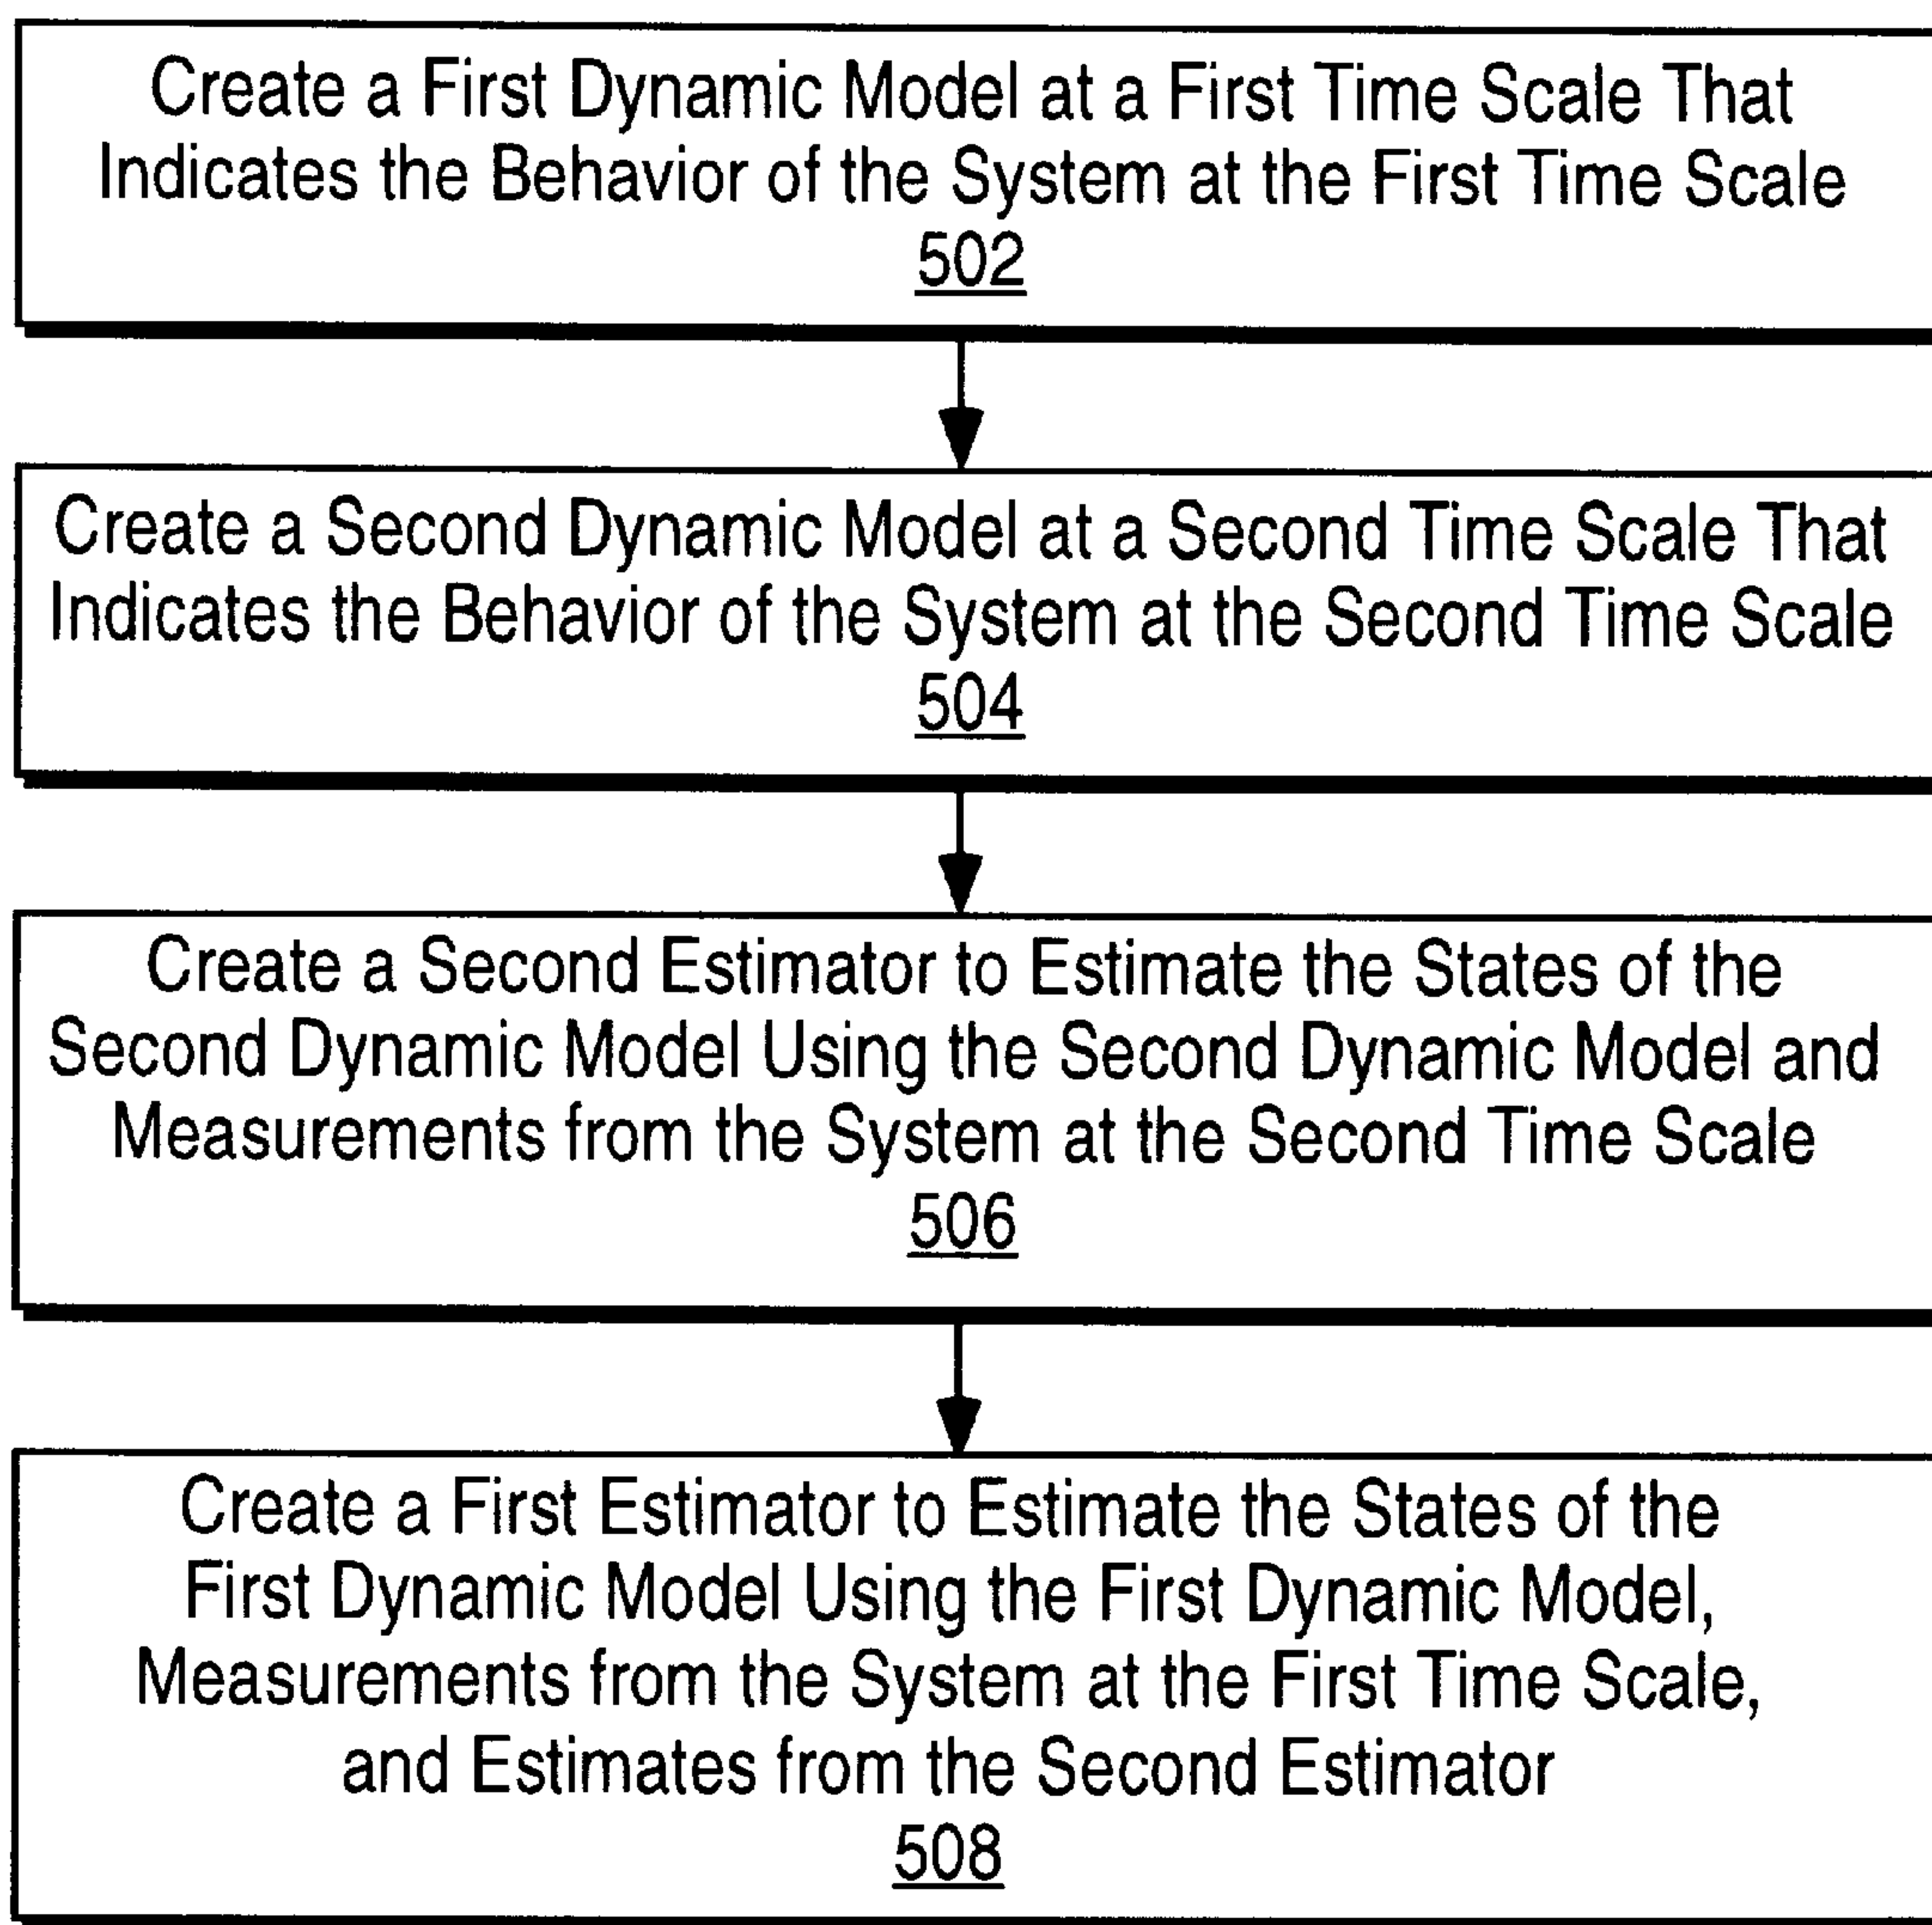 Create a First Dynamic Model at a First Time Scale That
Indicates the Behavior of the System at the First Time Scale
502
Create a Second Dynamic Model at a Second Time Scale That
Indicates the Behavior of the System at the Second Time Scale
504
Create a Second Estimator to Estimate the States of the
Second Dynamic Model Using the Second Dynamic Model and
Measurements from the System at the Second Time Scale
506
Create a First Estimator to Estimate the States of the
First Dynamic Model Using the First Dynamic Model,
Measurements from the System at the First Time Scale,
and Estimates from the Second Estimator
508